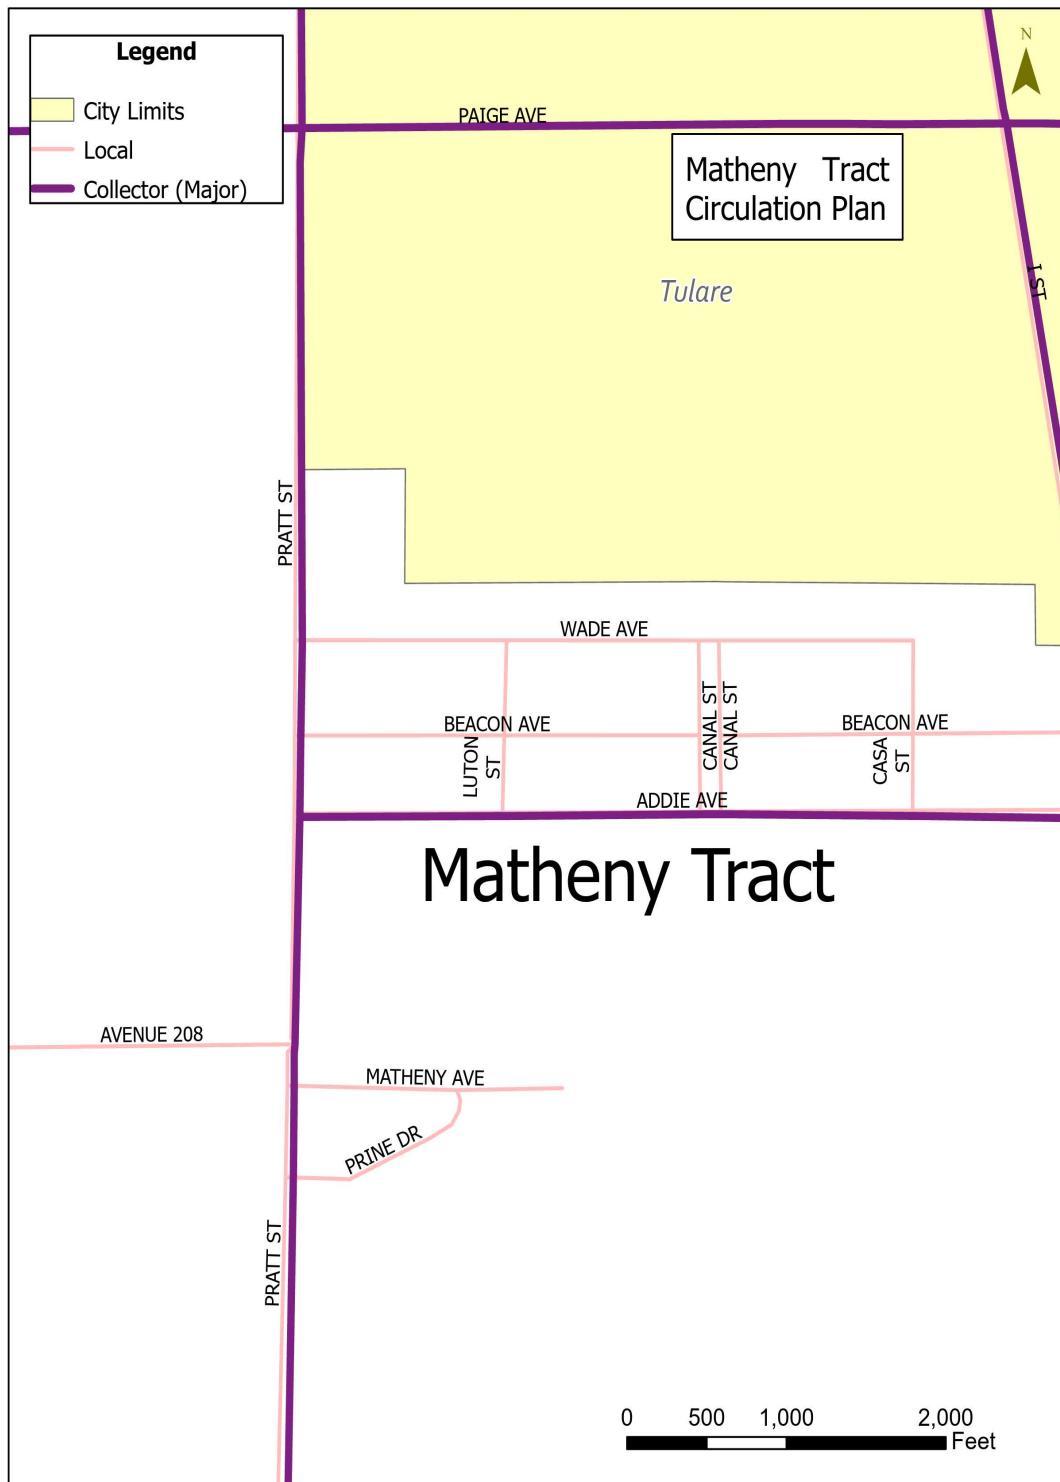 Legend
City Limits
Local
Collector (Major)
N
PAIGE AVE
Matheny Tract
Circulation Plan
Tulare
I ST
PRATT ST
WADE AVE
CANAL ST
CANAL ST
BEACON AVE
BEACON AVE
LUTON
ST
CASA
ST
ADDIE AVE
Matheny Tract
AVENUE 208
MATHENY AVE
PRINE DR
PRATT ST
0 500 1,000 2,000
Feet